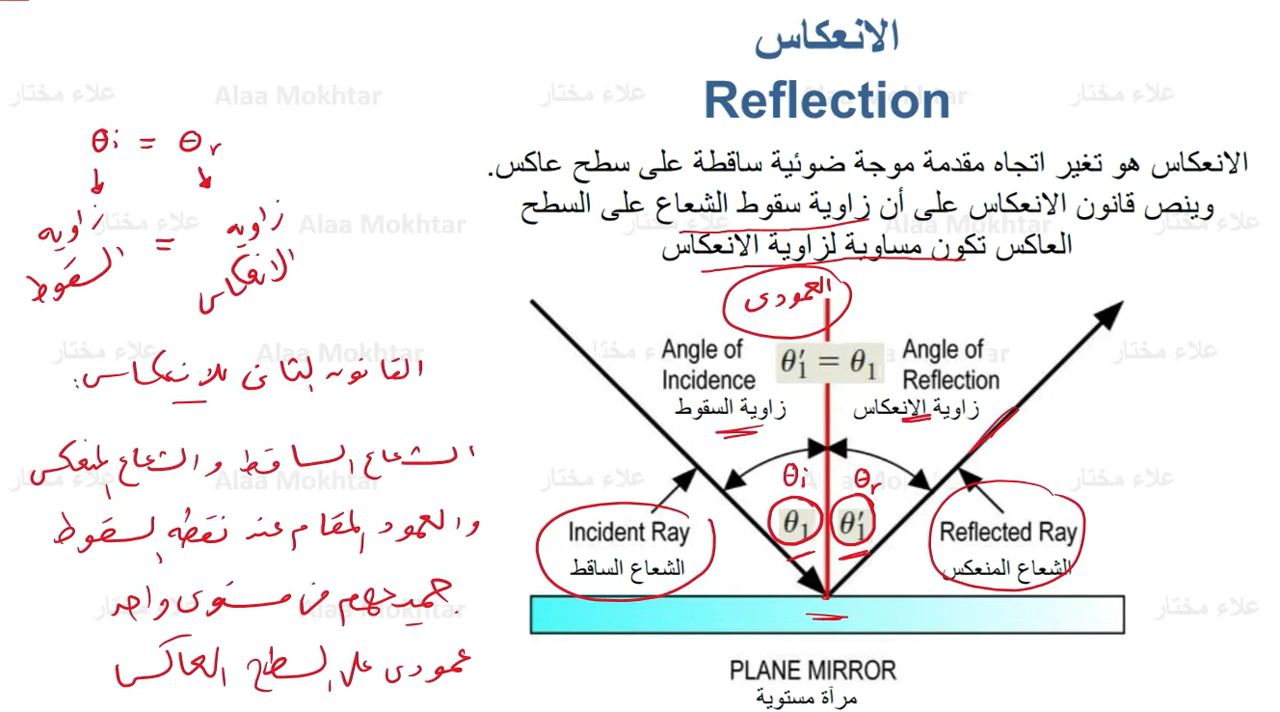 الانعكاس
Reflection
الانعكاس هو تغير اتجاه مقدمة موجة ضوئية ساقطة على سطح عاكس.
وينص قانون الانعكاس على أن زاوية سقوط الشعاع على السطح
العاكس تكون مساوية لزاوية الانعكاس
θi = θr
زاويه السقوط = زاويه الانعكاس
القانون الثانى للانعكاس:
الشعاع الساقط والشعاع المنعكس
والعمود المقام عند نقطه السقوط
جميعهم فى مستوى واحد
عمودى على السطح العاكس
العمودى
Angle of
Incidence
زاوية السقوط
θ′1 = θ1
Angle of
Reflection
زاوية الانعكاس
θi
θr
θ1
θ′1
Incident Ray
الشعاع الساقط
Reflected Ray
الشعاع المنعكس
PLANE MIRROR
مرآة مستوية
علاء مختار Alaa Mokhtar